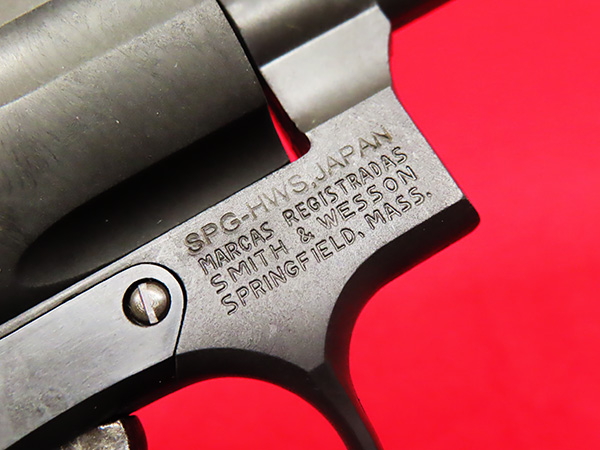 SPG-HWS.JAPAN
MARCAS REGISTRADAS
SMITH & WESSON
SPRINGFIELD, MASS.